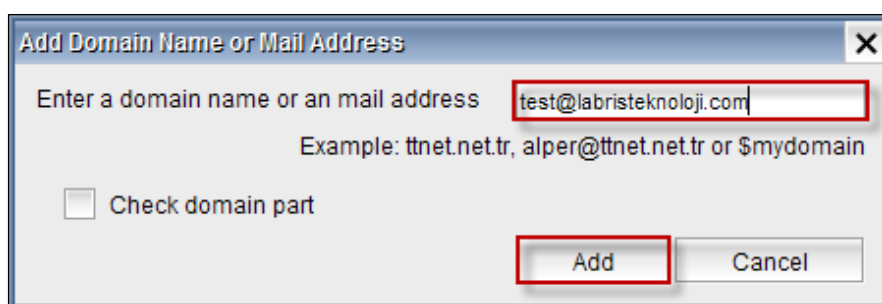 Add Domain Name or Mail Address
Enter a domain name or an mail address test@labristeknoloji.com
Example: ttnet.net.tr, alper@ttnet.net.tr or $mydomain
Check domain part
Add Cancel